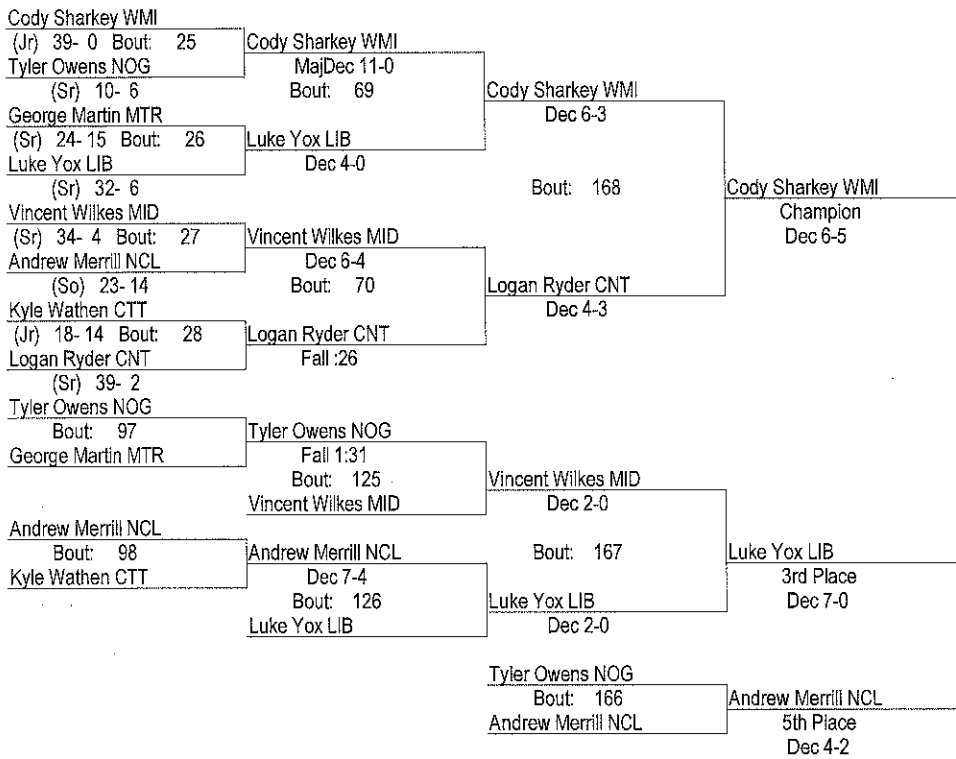 Cody Sharkey WMI
(Jr) 39- 0 Bout: 25
Tyler Owens NOG
(Sr) 10- 6
George Martin MTR
(Sr) 24- 15 Bout: 26
Luke Yox LIB
(Sr) 32- 6
Vincent Wilkes MID
(Sr) 34- 4 Bout: 27
Andrew Merrill NCL
(So) 23- 14
Kyle Wathen CTT
(Jr) 18- 14 Bout: 28
Logan Ryder CNT
(Sr) 39- 2
Cody Sharkey WMI
MajDec 11-0
Bout: 69
Luke Yox LIB
Dec 4-0
Vincent Wilkes MID
Dec 6-4
Bout: 70
Logan Ryder CNT
Fall :26
Cody Sharkey WMI
Dec 6-3
Bout: 168
Logan Ryder CNT
Dec 4-3
Cody Sharkey WMI
Champion
Dec 6-5
Tyler Owens NOG
Bout: 97
George Martin MTR
Andrew Merrill NCL
Bout: 98
Kyle Wathen CTT
Tyler Owens NOG
Fall 1:31
Bout: 125
Vincent Wilkes MID
Andrew Merrill NCL
Dec 7-4
Bout: 126
Luke Yox LIB
Vincent Wilkes MID
Dec 2-0
Bout: 167
Luke Yox LIB
Dec 2-0
Luke Yox LIB
3rd Place
Dec 7-0
Tyler Owens NOG
Bout: 166
Andrew Merrill NCL
Andrew Merrill NCL
5th Place
Dec 4-2